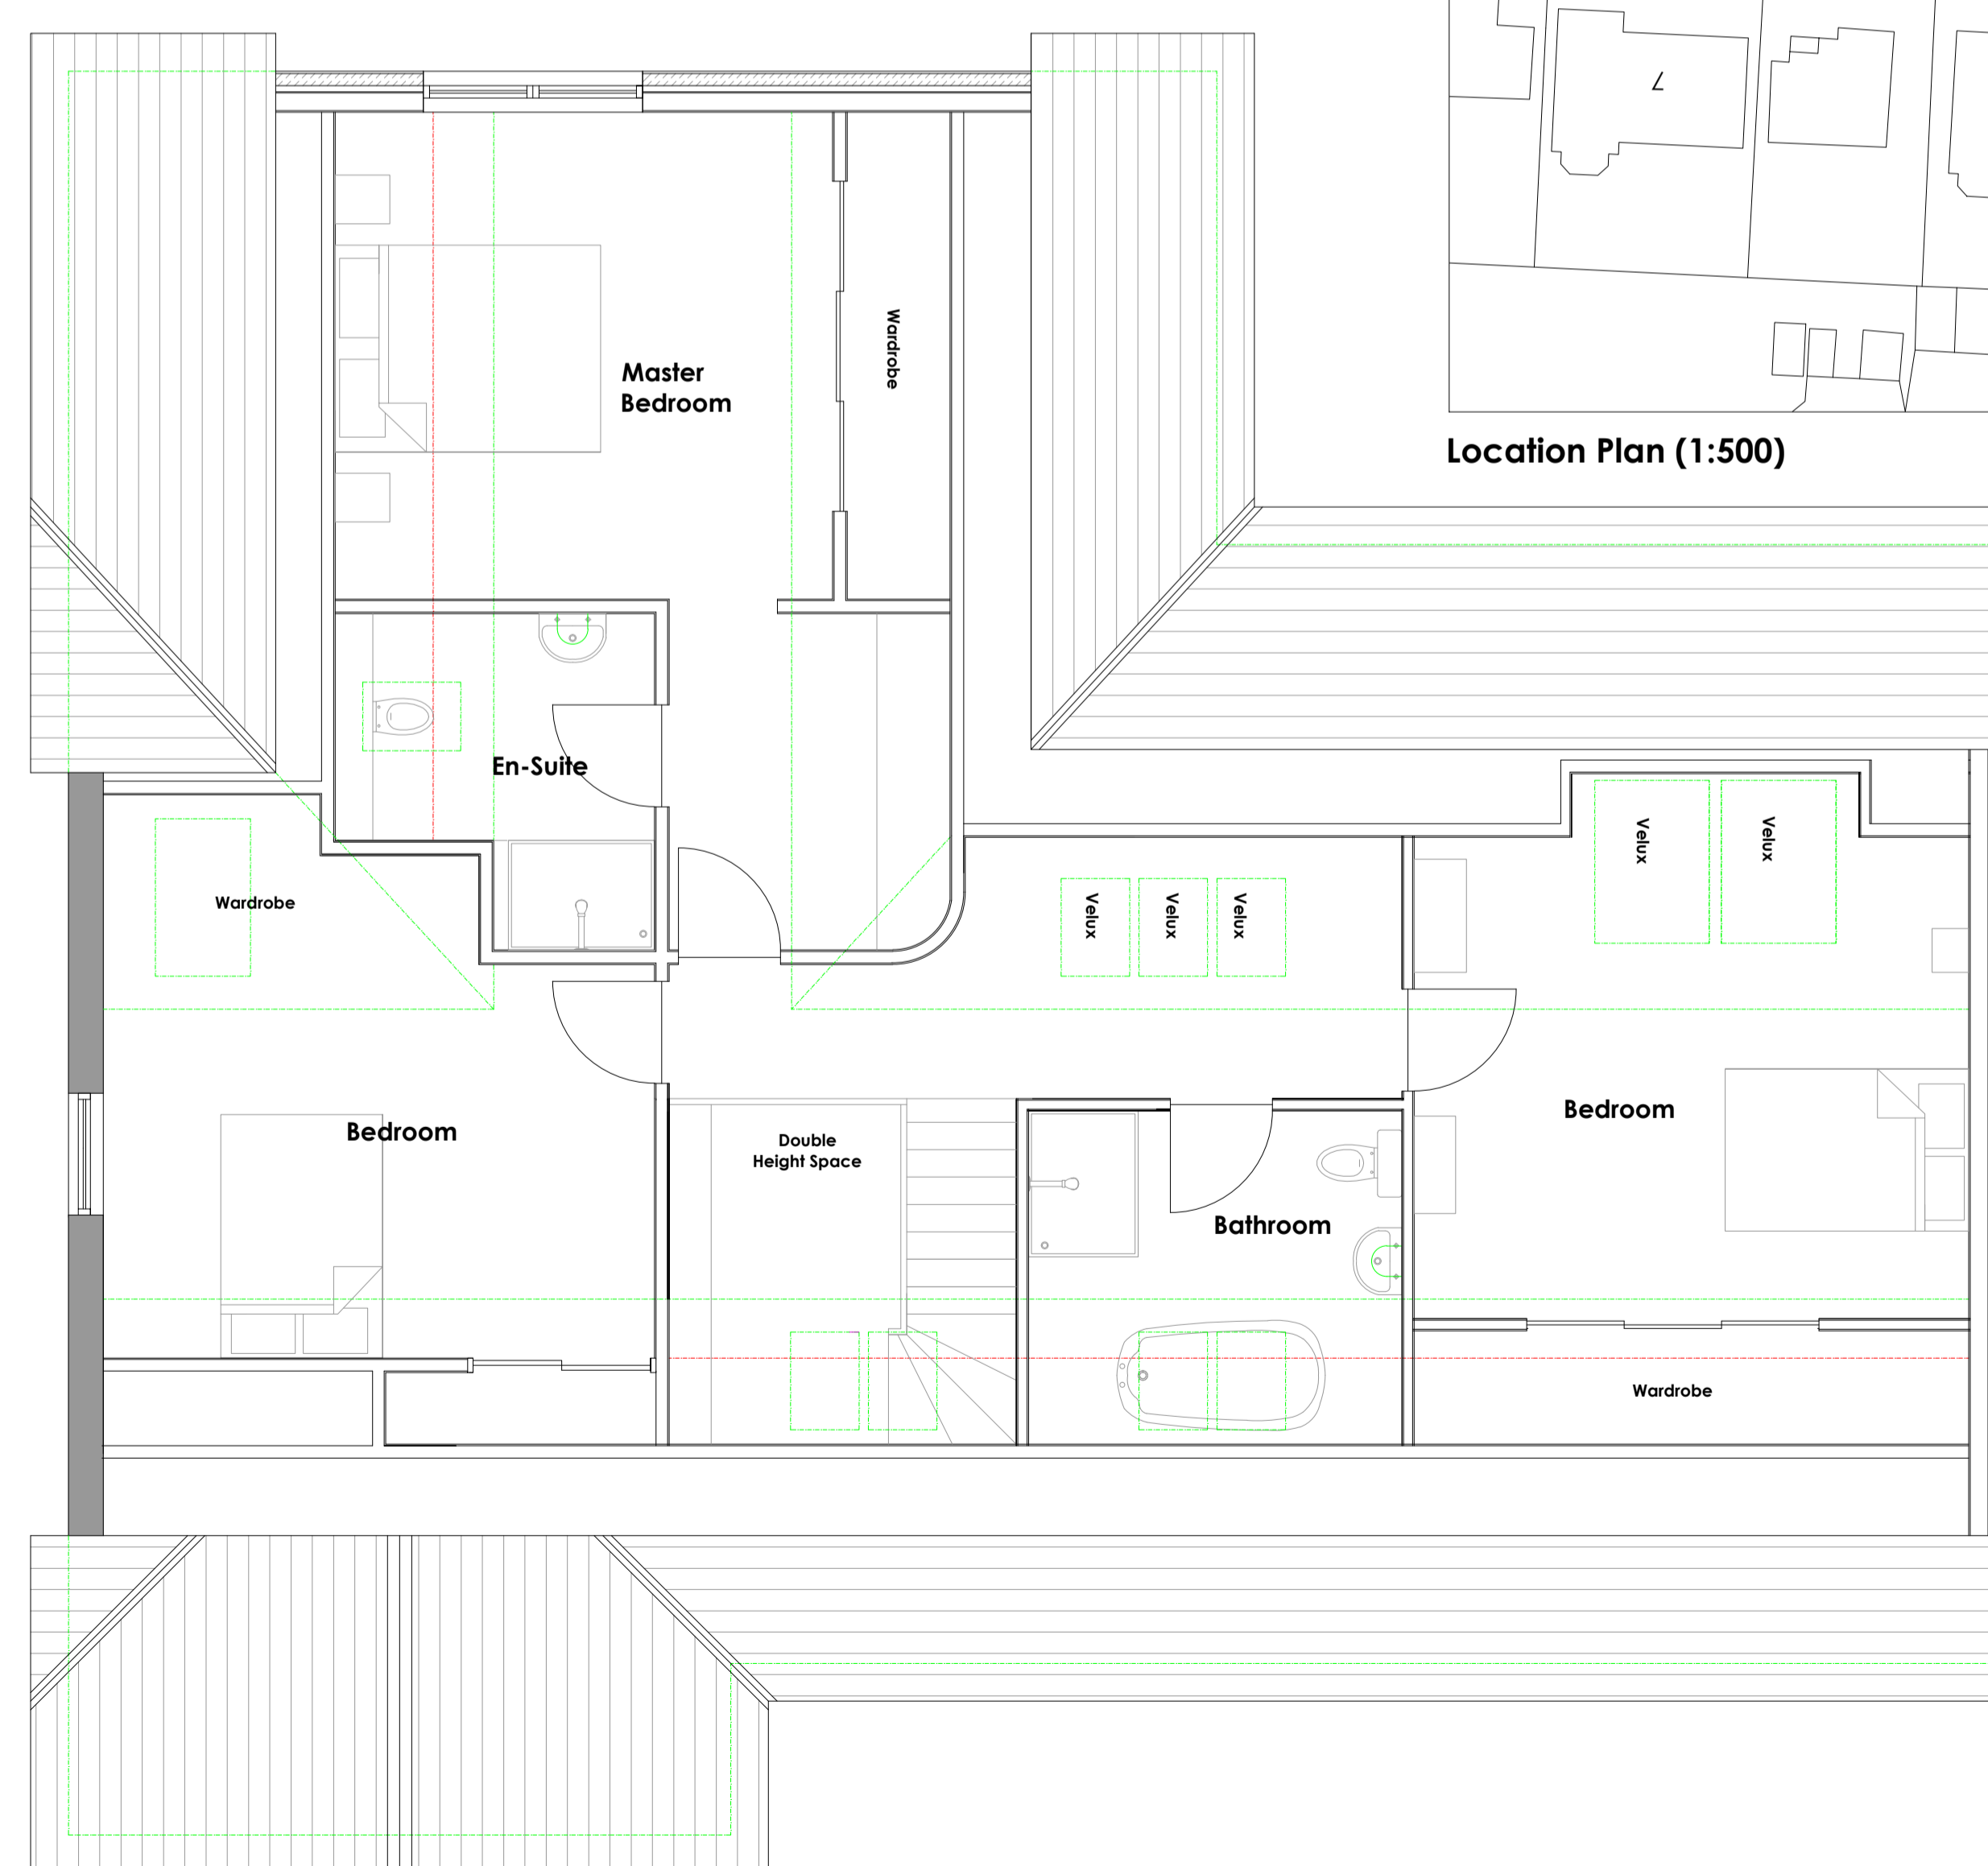 Location Plan (1:500)
Master
Bedroom
Wardrobe
En-Suite
Wardrobe
Velux
Velux
Velux
Velux
Velux
Bedroom
Double
Height Space
Bathroom
Bedroom
Wardrobe